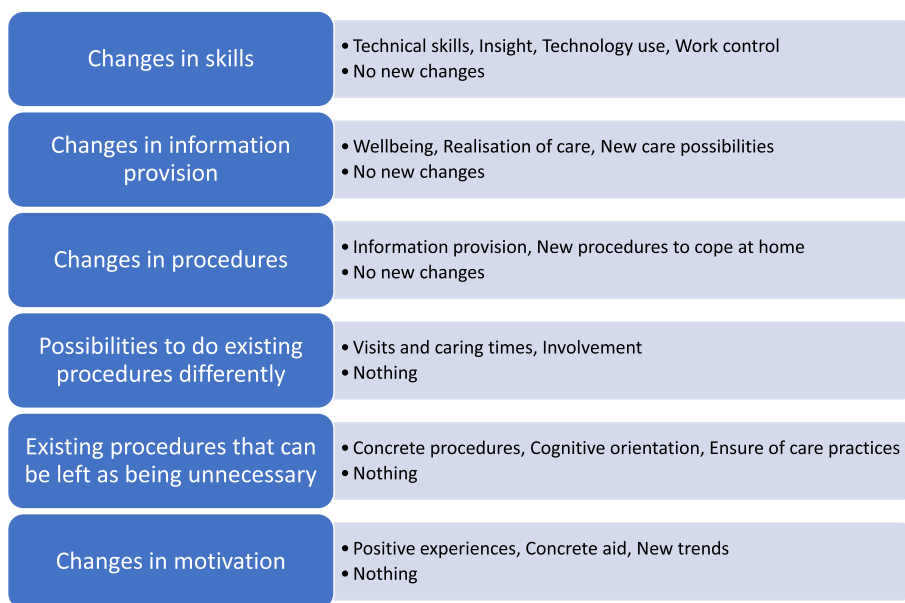 Changes in skills
• Technical skills, Insight, Technology use, Work control
• No new changes
Changes in information
provision
• Wellbeing, Realisation of care, New care possibilities
• No new changes
Changes in procedures
• Information provision, New procedures to cope at home
• No new changes
Possibilities to do existing
procedures differently
• Visits and caring times, Involvement
• Nothing
Existing procedures that can
be left as being unnecessary
• Concrete procedures, Cognitive orientation, Ensure of care practices
• Nothing
Changes in motivation
• Positive experiences, Concrete aid, New trends
• Nothing